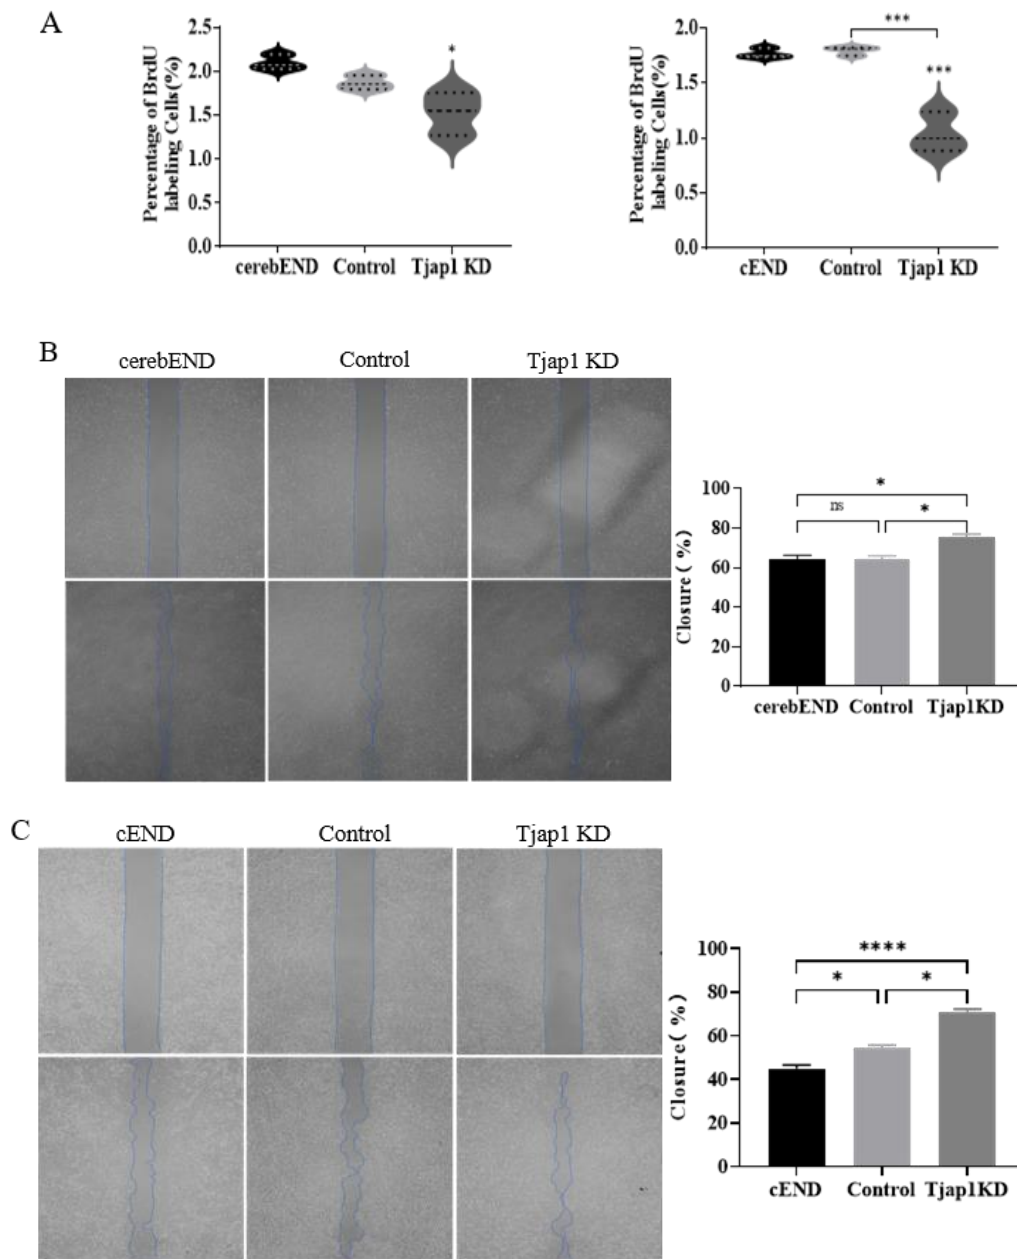 A
Percentage of BrdU
labeling Cells(%)
2.5
2.0
1.5
1.0
0.5
0.0
*
cerebEND Control Tjap1 KD
Percentage of BrdU
labeling Cells(%)
2.0
1.5
1.0
0.5
0.0
***
***
cEND Control Tjap1 KD
B
cerebEND Control Tjap1 KD
Closure( %)
100
80
60
40
20
0
*
ns *
cerebEND Control Tjap1KD
C
cEND Control Tjap1 KD
Closure( %)
100
80
60
40
20
0
****
* *
cEND Control Tjap1KD